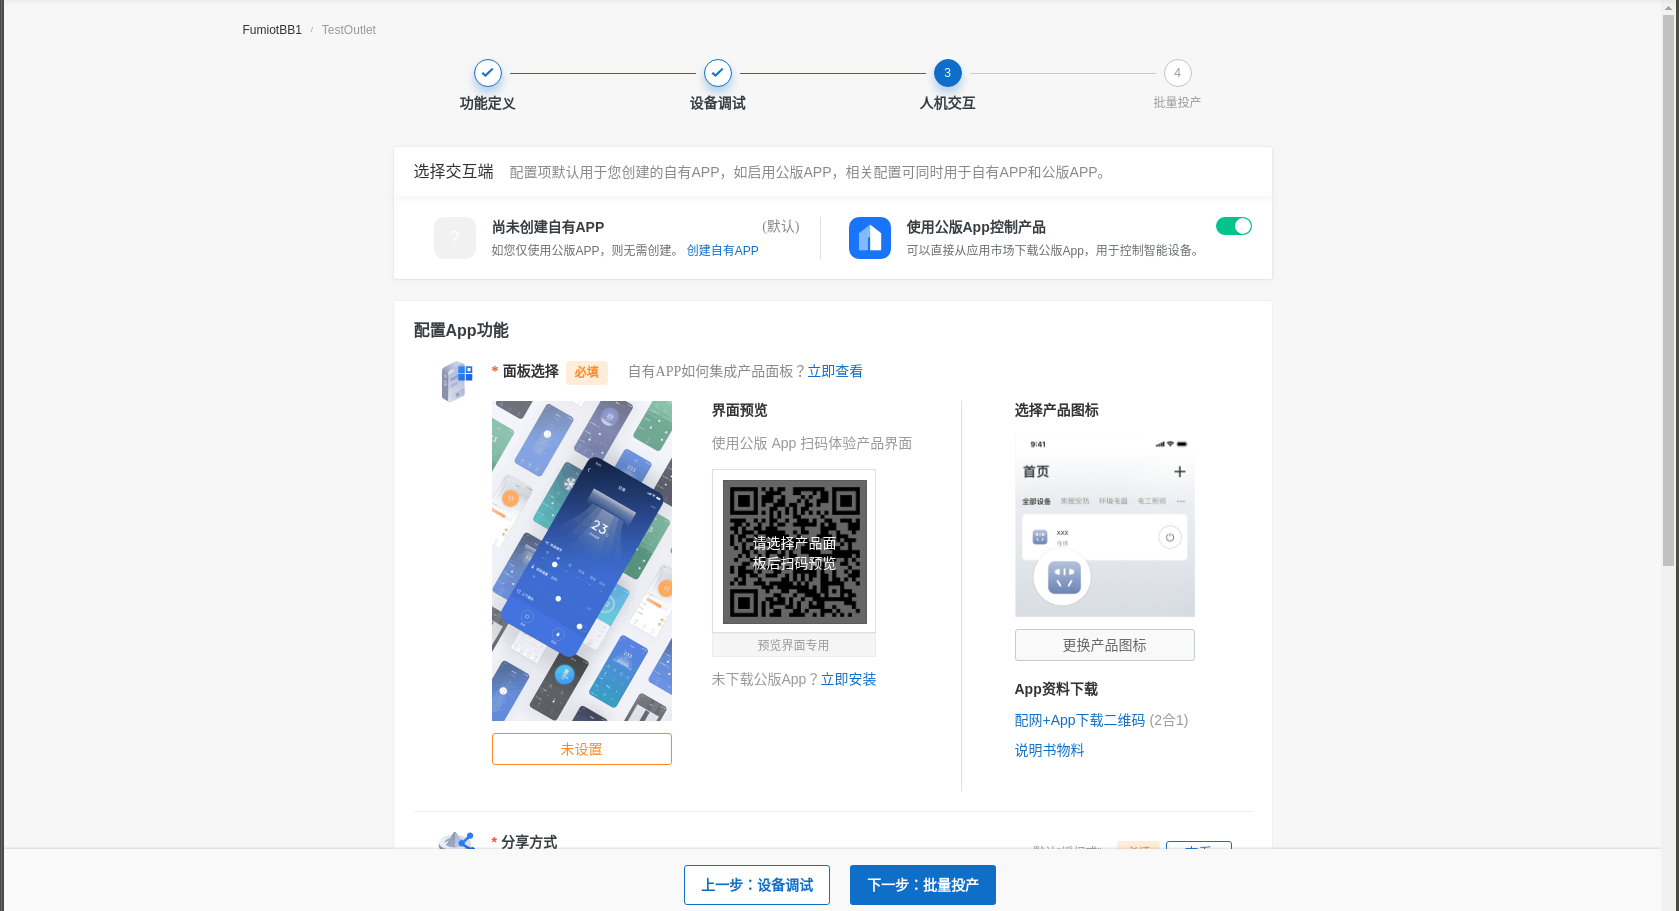 FumiotBB1 / TestOutlet
3
4
功能定义
设备调试
人机交互
批量投产
选择交互端 配置项默认用于您创建的自有APP，如启用公版APP，相关配置可同时用于自有APP和公版APP。
?
尚未创建自有APP (默认)
如您仅使用公版APP，则无需创建。 创建自有APP
使用公版App控制产品
可以直接从应用市场下载公版App，用于控制智能设备。
配置App功能
* 面板选择 必填 自有APP如何集成产品面板？立即查看
23
未设置
界面预览
使用公版 App 扫码体验产品界面
请选择产品面
板后扫码预览
预览界面专用
未下载公版App？立即安装
选择产品图标
9:41
首页
全部设备
xxx
更换产品图标
App资料下载
配网+App下载二维码 (2合1)
说明书物料
* 分享方式
上一步：设备调试
下一步：批量投产